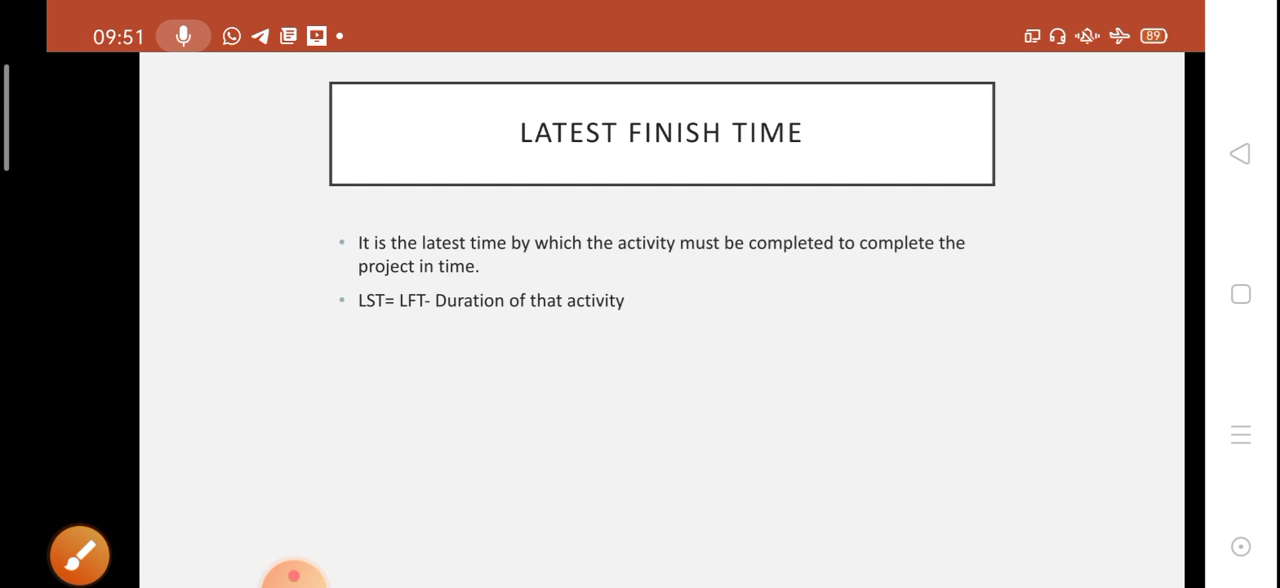 09:51
89
LATEST FINISH TIME
• It is the latest time by which the activity must be completed to complete the
project in time.
• LST= LFT- Duration of that activity